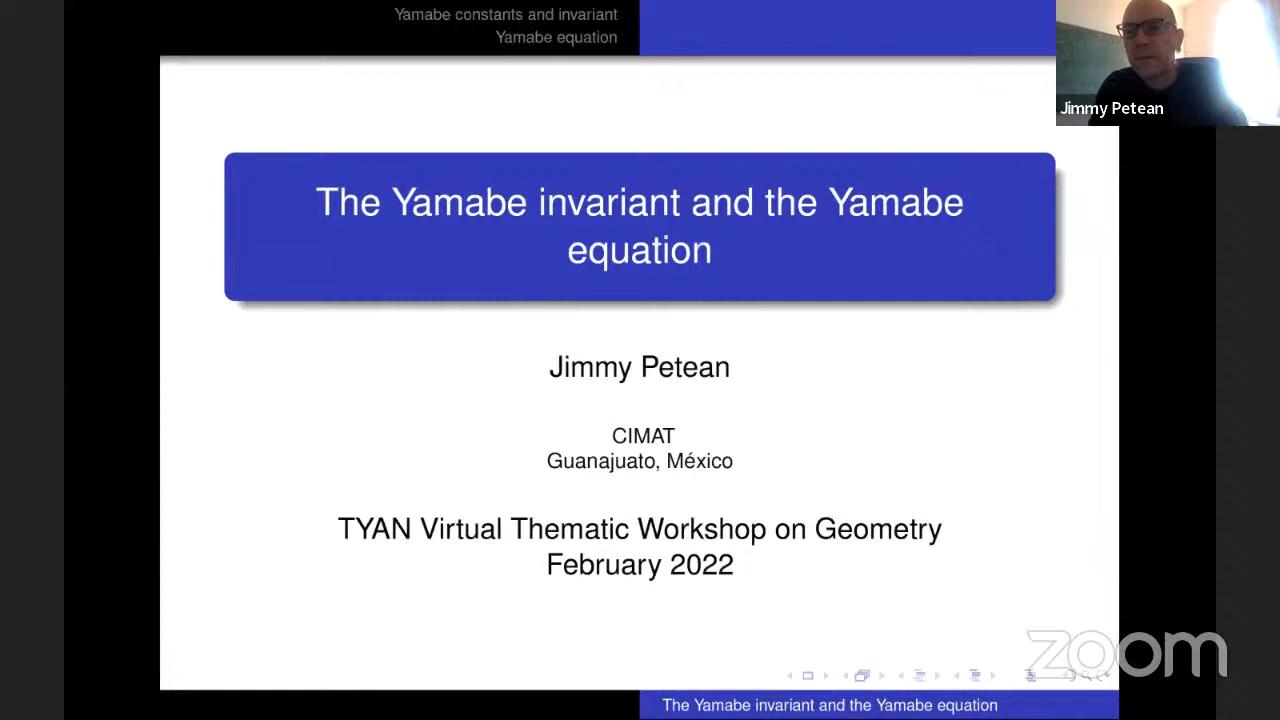 Yamabe constants and invariant
Yamabe equation
Jimmy Petean
The Yamabe invariant and the Yamabe
equation
Jimmy Petean
CIMAT
Guanajuato, México
TYAN Virtual Thematic Workshop on Geometry
February 2022
zoom
The Yamabe invariant and the Yamabe equation